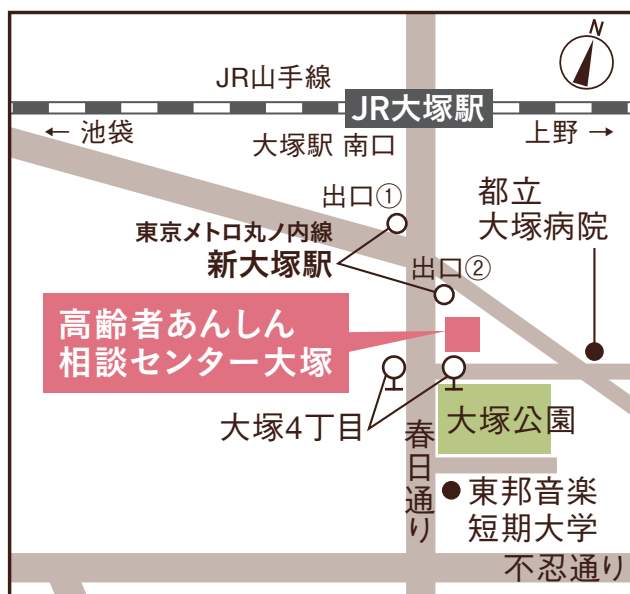 N
JR山手線
JR大塚駅
← 池袋
上野 →
大塚駅 南口
出口①
都立
大塚病院
東京メトロ丸ノ内線
新大塚駅
出口②
高齢者あんしん
相談センター大塚
大塚4丁目
大塚公園
春日通り
東邦音楽
短期大学
不忍通り